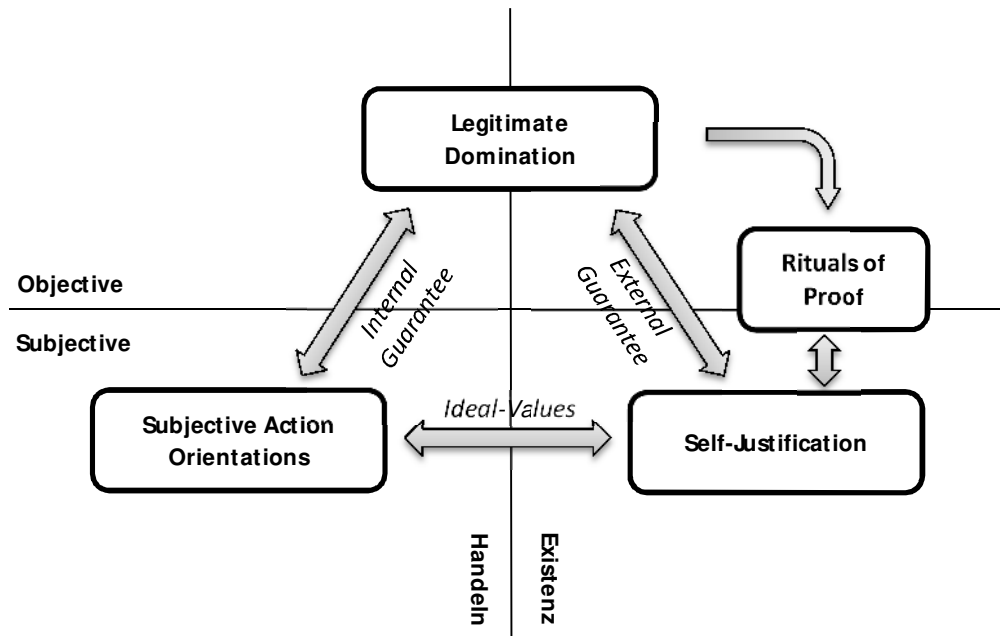 Legitimate
Domination
Rituals of
Proof
Objective
Internal
Guarantee
External
Guarantee
Subjective
Subjective Action
Orientations
Ideal-Values
Self-Justification
Handeln
Existenz